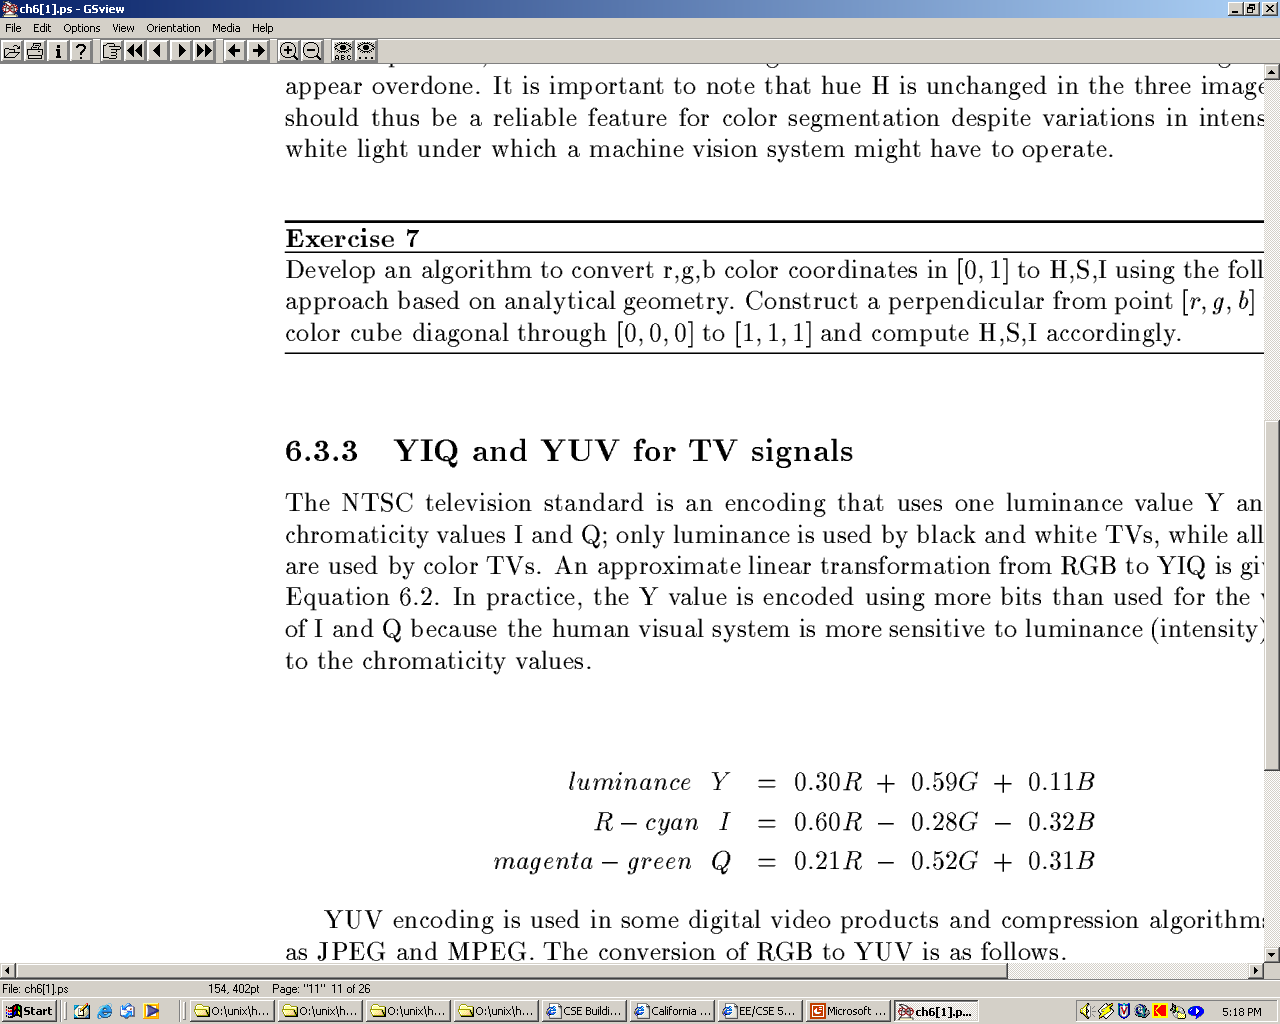 ch6[1].ps - GSview
File Edit Options View Orientation Media Help
appear overdone. It is important to note that hue H is unchanged in the three image
should thus be a reliable feature for color segmentation despite variations in intens
white light under which a machine vision system might have to operate.
Exercise 7
Develop an algorithm to convert r,g,b color coordinates in [0, 1] to H,S,I using the foll
approach based on analytical geometry. Construct a perpendicular from point [r, g, b]
color cube diagonal through [0, 0, 0] to [1, 1, 1] and compute H,S,I accordingly.
6.3.3 YIQ and YUV for TV signals
The NTSC television standard is an encoding that uses one luminance value Y an
chromaticity values I and Q; only luminance is used by black and white TVs, while all
are used by color TVs. An approximate linear transformation from RGB to YIQ is gi
Equation 6.2. In practice, the Y value is encoded using more bits than used for the
of I and Q because the human visual system is more sensitive to luminance (intensity)
to the chromaticity values.
luminance Y = 0.30R + 0.59G + 0.11B
R − cyan I = 0.60R − 0.28G − 0.32B
magenta − green Q = 0.21R − 0.52G + 0.31B
YUV encoding is used in some digital video products and compression algorithms
as JPEG and MPEG. The conversion of RGB to YUV is as follows.
File: ch6[1].ps 154, 402pt Page: "11" 11 of 26
Start O:\unix\h... O:\unix\h... O:\unix\h... O:\unix\h... CSE Buildi... California ... EE/CSE 5... Microsoft ... ch6[1].p... 5:18 PM